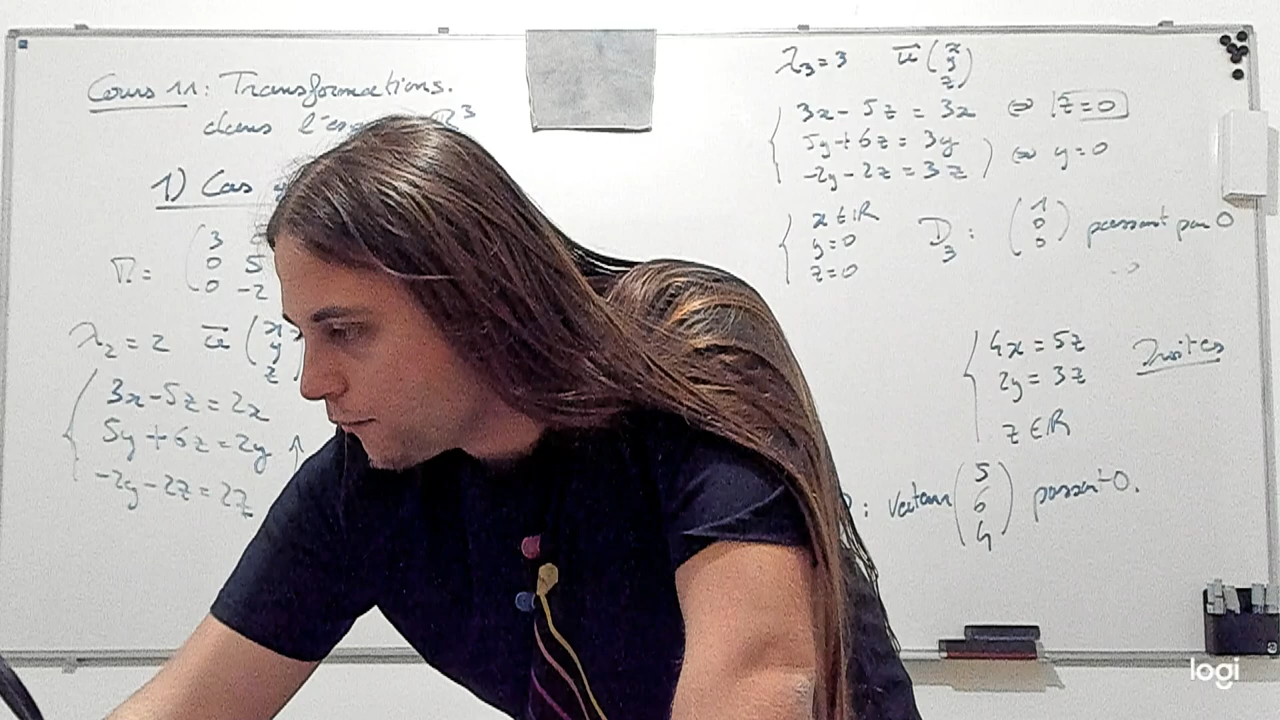 Cours 11: Transformations.
dans l'es R³
1) Cas
M = ( 3
0 5
0 -2
λ₂ = 2 u⃗ ( x
y
z
{ 3x - 5z = 2x
5y + 6z = 2y
-2y - 2z = 2z
λ₃ = 3 u⃗ ( x
y
z )
{ 3x - 5z = 3x ⇔ z = 0
5y + 6z = 3y
-2y - 2z = 3z ) ⇔ y = 0
{ x ∈ ℝ
y = 0
z = 0
D₃ : ( 1
0
0 ) passant par O
{ 4x = 5z
2y = 3z
z ∈ ℝ
Droites
: ( 5
6
4 ) passant O.
logi